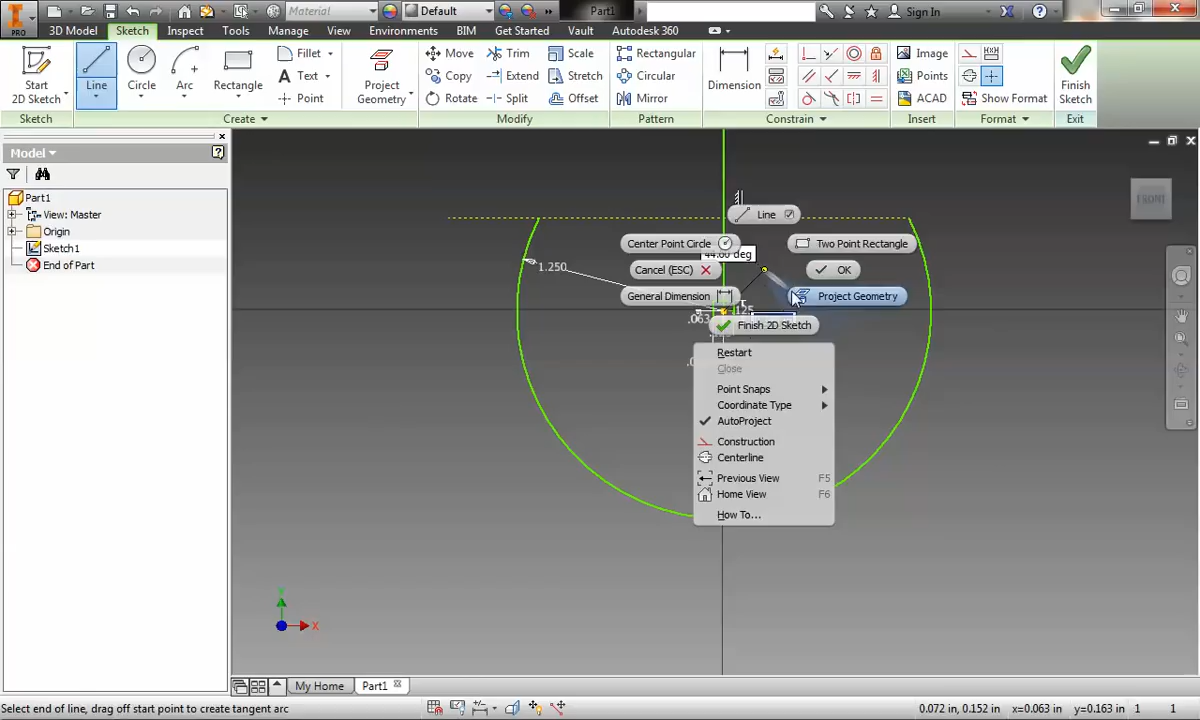 PRO
Material
Default
Part1
Sign In
3D Model
Sketch
Inspect
Tools
Manage
View
Environments
BIM
Get Started
Vault
Autodesk 360
Start
2D Sketch
Line
Circle
Arc
Rectangle
Fillet
Text
Point
Project
Geometry
Move
Copy
Rotate
Trim
Extend
Split
Scale
Stretch
Offset
Rectangular
Circular
Mirror
Dimension
Image
Points
ACAD
Show Format
Finish
Sketch
Sketch
Create
Modify
Pattern
Constrain
Insert
Format
Exit
Model
Part1
View: Master
Origin
Sketch1
End of Part
FRONT
Line
Center Point Circle
Two Point Rectangle
44.00 deg
Cancel (ESC)
OK
1.250
General Dimension
Project Geometry
.063
Finish 2D Sketch
Restart
Close
Point Snaps
Coordinate Type
AutoProject
Construction
Centerline
Previous View F5
Home View F6
How To...
Y
X
My Home
Part1
Select end of line, drag off start point to create tangent arc
0.072 in, 0.152 in x=0.063 y=0.163 in 1 1